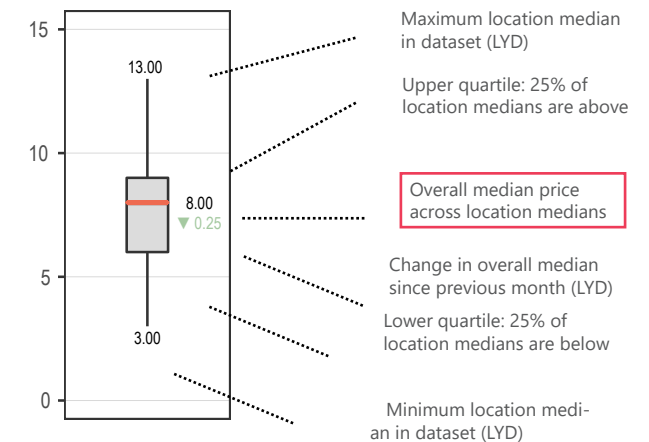 Maximum location median
in dataset (LYD)
15
13.00
Upper quartile: 25% of
location medians are above
10
Overall median price
across location medians
8.00
▼ 0.25
Change in overall median
since previous month (LYD)
5
Lower quartile: 25% of
location medians are below
3.00
0
Minimum location medi-
an in dataset (LYD)